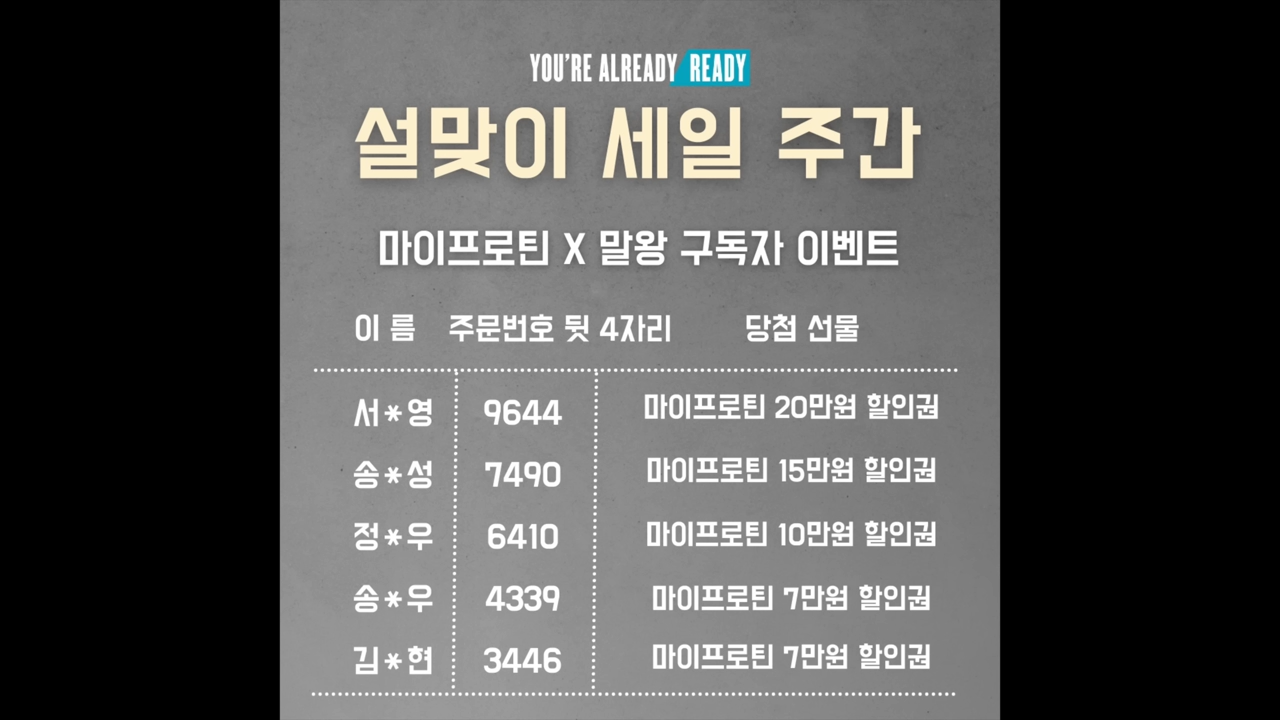 YOU'RE ALREADY READY
설맞이 세일 주간
마이프로틴 X 말왕 구독자 이벤트
이 름 주문번호 뒷 4자리 당첨 선물
서*영 9644 마이프로틴 20만원 할인권
송*성 7490 마이프로틴 15만원 할인권
정*우 6410 마이프로틴 10만원 할인권
송*우 4339 마이프로틴 7만원 할인권
김*현 3446 마이프로틴 7만원 할인권